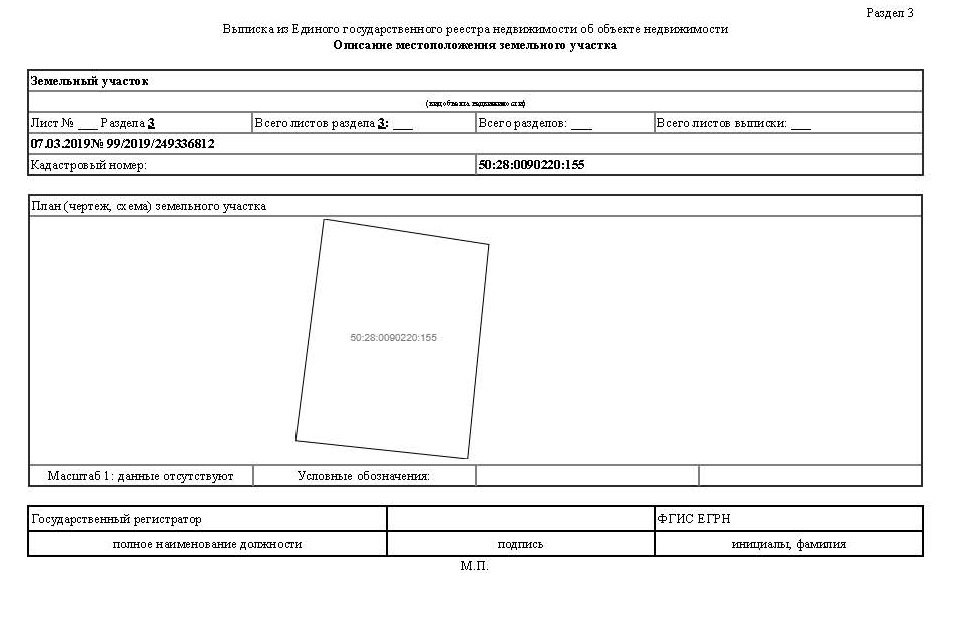 Раздел 3
Выписка из Единого государственного реестра недвижимости об объекте недвижимости
Описание местоположения земельного участка
Земельный участок
(вид объекта недвижимости)
Лист № ___ Раздела 3 Всего листов раздела 3: ___ Всего разделов: ___ Всего листов выписки: ___
07.03.2019№ 99/2019/249336812
Кадастровый номер: 50:28:0090220:155
План (чертеж, схема) земельного участка
50:28:0090220:155
Масштаб 1: данные отсутствуют Условные обозначения:
Государственный регистратор ФГИС ЕГРН
полное наименование должности подпись инициалы, фамилия
М.П.